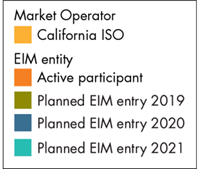 Market Operator
California ISO
EIM entity
Active participant
Planned EIM entry 2019
Planned EIM entry 2020
Planned EIM entry 2021